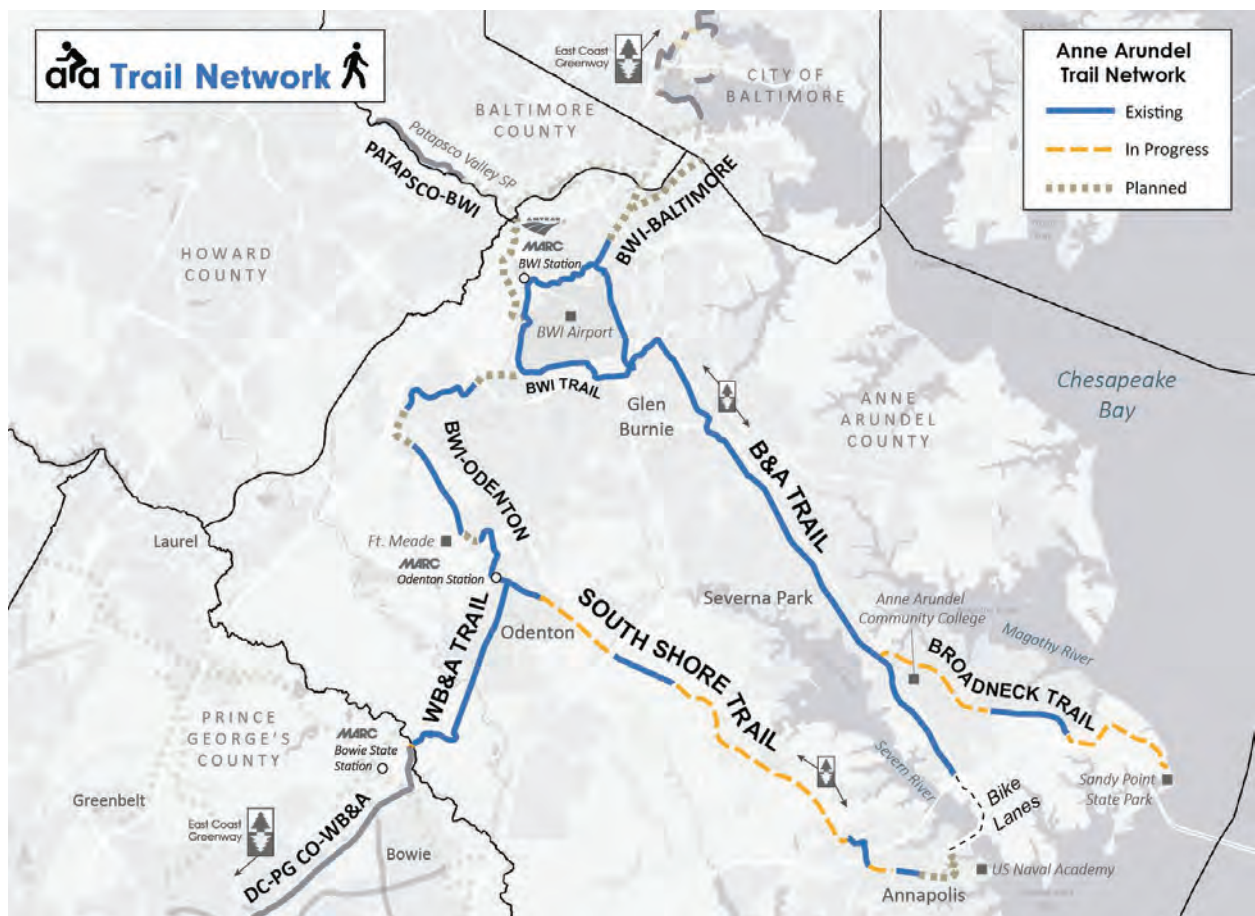 aTa Trail Network
East Coast
Greenway
CITY OF
BALTIMORE
Anne Arundel
Trail Network
Existing
In Progress
Planned
BALTIMORE
COUNTY
Patapsco Valley SP
PATAPSCO-BWI
HOWARD
COUNTY
AMTRAK
MARC
BWI Station
BWI-BALTIMORE
BWI Airport
BWI TRAIL
Glen
Burnie
ANNE
ARUNDEL
COUNTY
Chesapeake
Bay
BWI-ODENTON
B&A TRAIL
Laurel
Ft. Meade
MARC
Odenton Station
Odenton
SOUTH SHORE TRAIL
Severna Park
Anne Arundel
Community College
Magothy River
BROADNECK TRAIL
WB&A TRAIL
PRINCE
GEORGE'S
COUNTY
MARC
Bowie State
Station
Greenbelt
East Coast
Greenway
DC-PG CO-WB&A
Bowie
Severn River
Bike
Lanes
Sandy Point
State Park
US Naval Academy
Annapolis